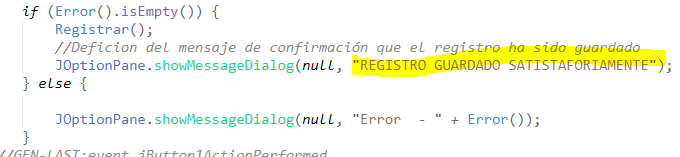 if (Error().isEmpty()) {
Registrar();
//Deficion del mensaje de confirmación que el registro ha sido guardado
JOptionPane.showMessageDialog(null, "REGISTRO GUARDADO SATISTAFORIAMENTE");
} else {
JOptionPane.showMessageDialog(null, "Error  - " + Error());
}
//GEN-LAST:event_jButton1ActionPerformed